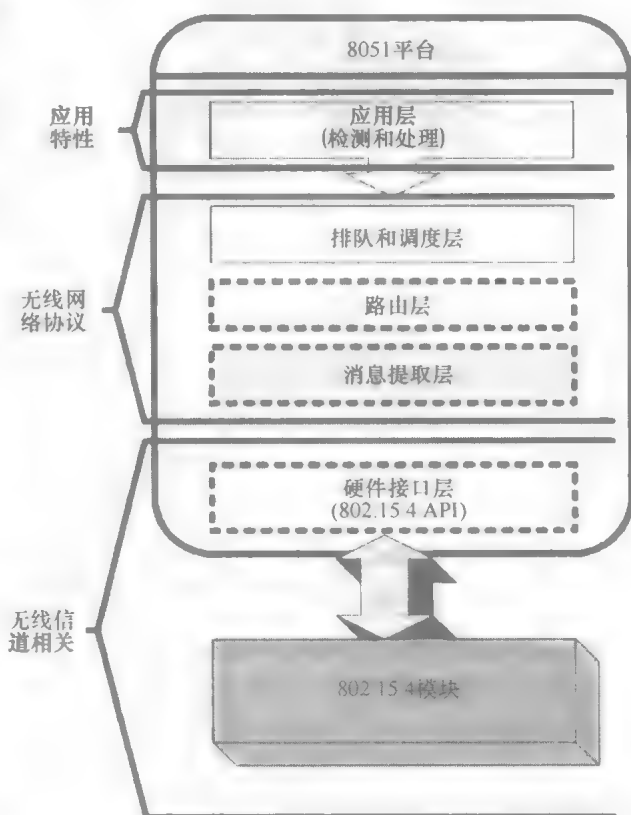 8051平台
应用
特性
应用层
(检测和处理)
排队和调度层
无线网
络协议
路由层
消息提取层
硬件接口层
(802.15 4 API)
无线信
道相关
802 15 4模块